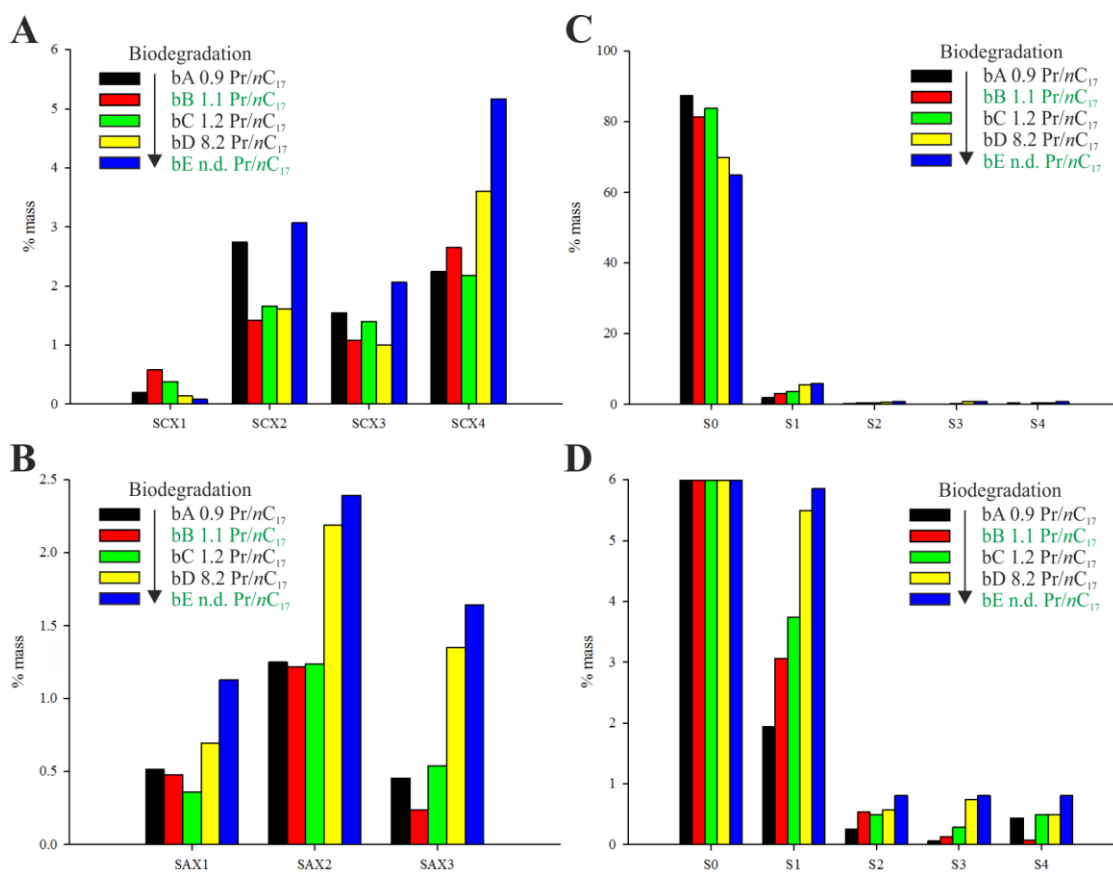 A
Biodegradation
bA 0.9 Pr/nC₁₇
bB 1.1 Pr/nC₁₇
bC 1.2 Pr/nC₁₇
bD 8.2 Pr/nC₁₇
bE n.d. Pr/nC₁₇
% mass
6
5
4
3
2
1
0
SCX1 SCX2 SCX3 SCX4
C
Biodegradation
bA 0.9 Pr/nC₁₇
bB 1.1 Pr/nC₁₇
bC 1.2 Pr/nC₁₇
bD 8.2 Pr/nC₁₇
bE n.d. Pr/nC₁₇
% mass
100
80
60
40
20
0
S0 S1 S2 S3 S4
B
Biodegradation
bA 0.9 Pr/nC₁₇
bB 1.1 Pr/nC₁₇
bC 1.2 Pr/nC₁₇
bD 8.2 Pr/nC₁₇
bE n.d. Pr/nC₁₇
% mass
2.5
2.0
1.5
1.0
0.5
0.0
SAX1 SAX2 SAX3
D
Biodegradation
bA 0.9 Pr/nC₁₇
bB 1.1 Pr/nC₁₇
bC 1.2 Pr/nC₁₇
bD 8.2 Pr/nC₁₇
bE n.d. Pr/nC₁₇
% mass
6
5
4
3
2
1
0
S0 S1 S2 S3 S4